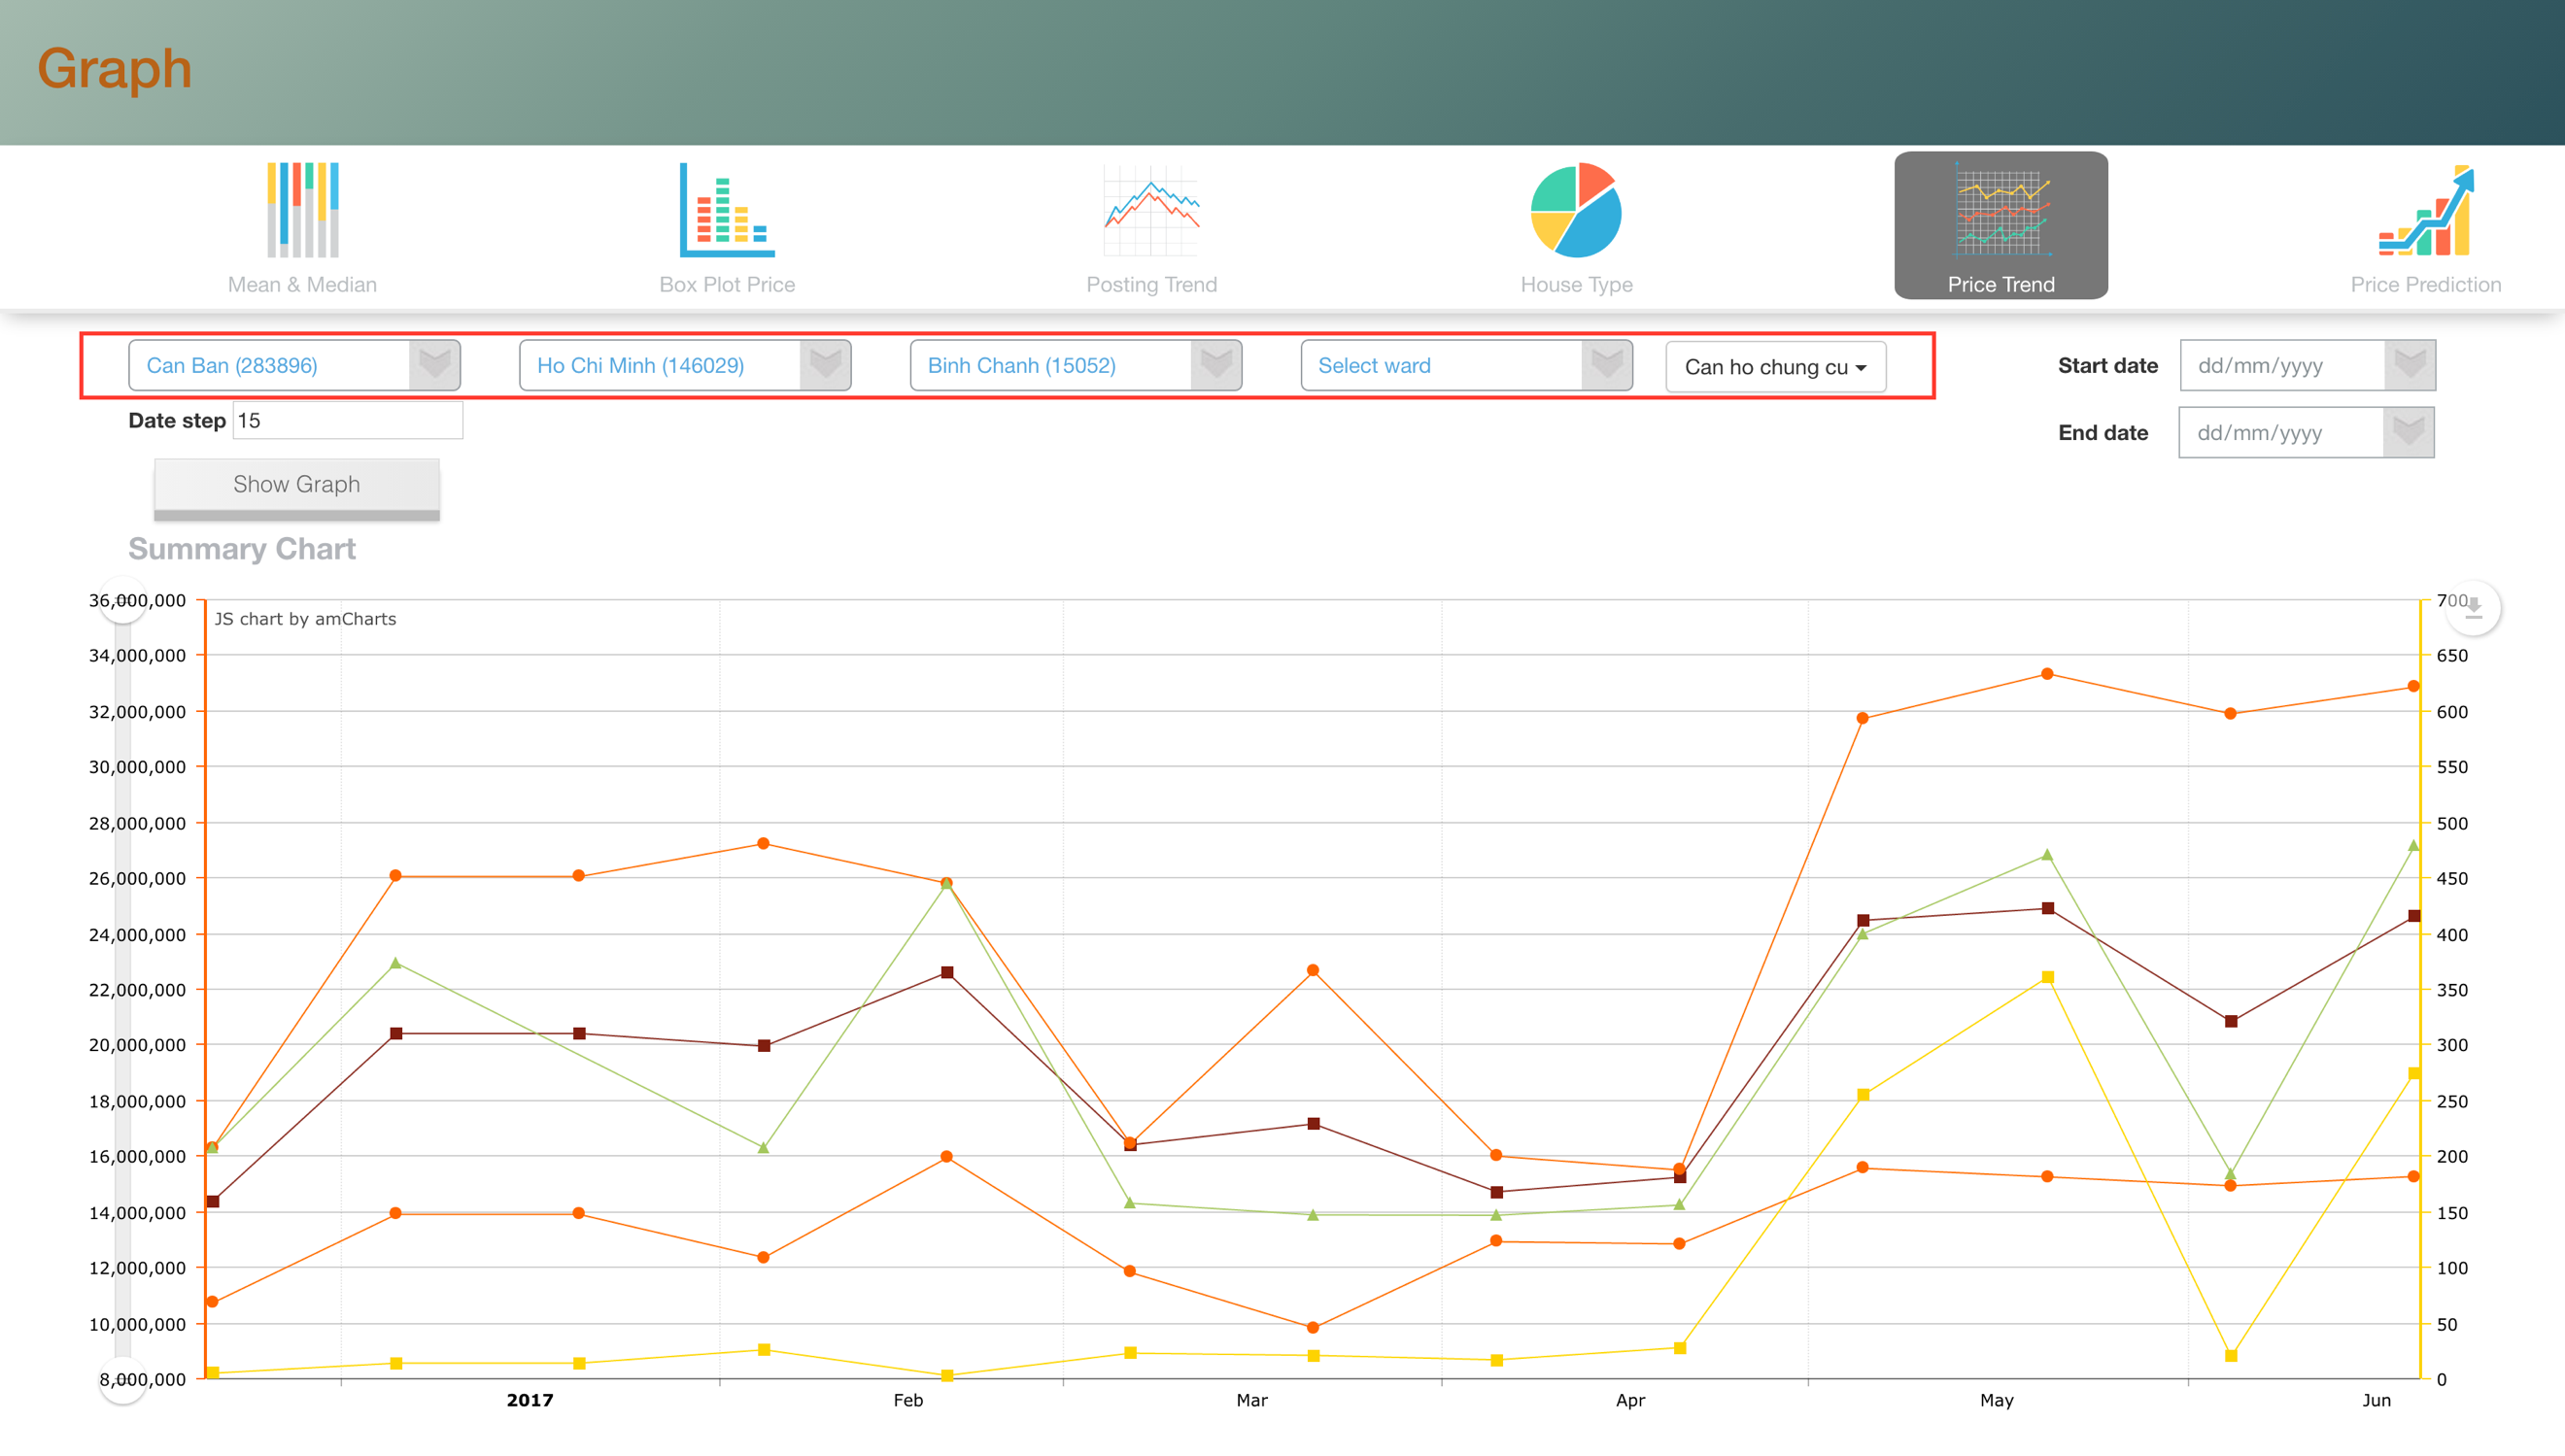 Graph
Mean & Median
Box Plot Price
Posting Trend
House Type
Price Trend
Price Prediction
Can Ban (283896)
Ho Chi Minh (146029)
Binh Chanh (15052)
Select ward
Can ho chung cu
Start date
dd/mm/yyyy
Date step
15
End date
dd/mm/yyyy
Show Graph
Summary Chart
JS chart by amCharts
36,000,000
34,000,000
32,000,000
30,000,000
28,000,000
26,000,000
24,000,000
22,000,000
20,000,000
18,000,000
16,000,000
14,000,000
12,000,000
10,000,000
8,000,000
700
650
600
550
500
450
400
350
300
250
200
150
100
50
0
2017
Feb
Mar
Apr
May
Jun